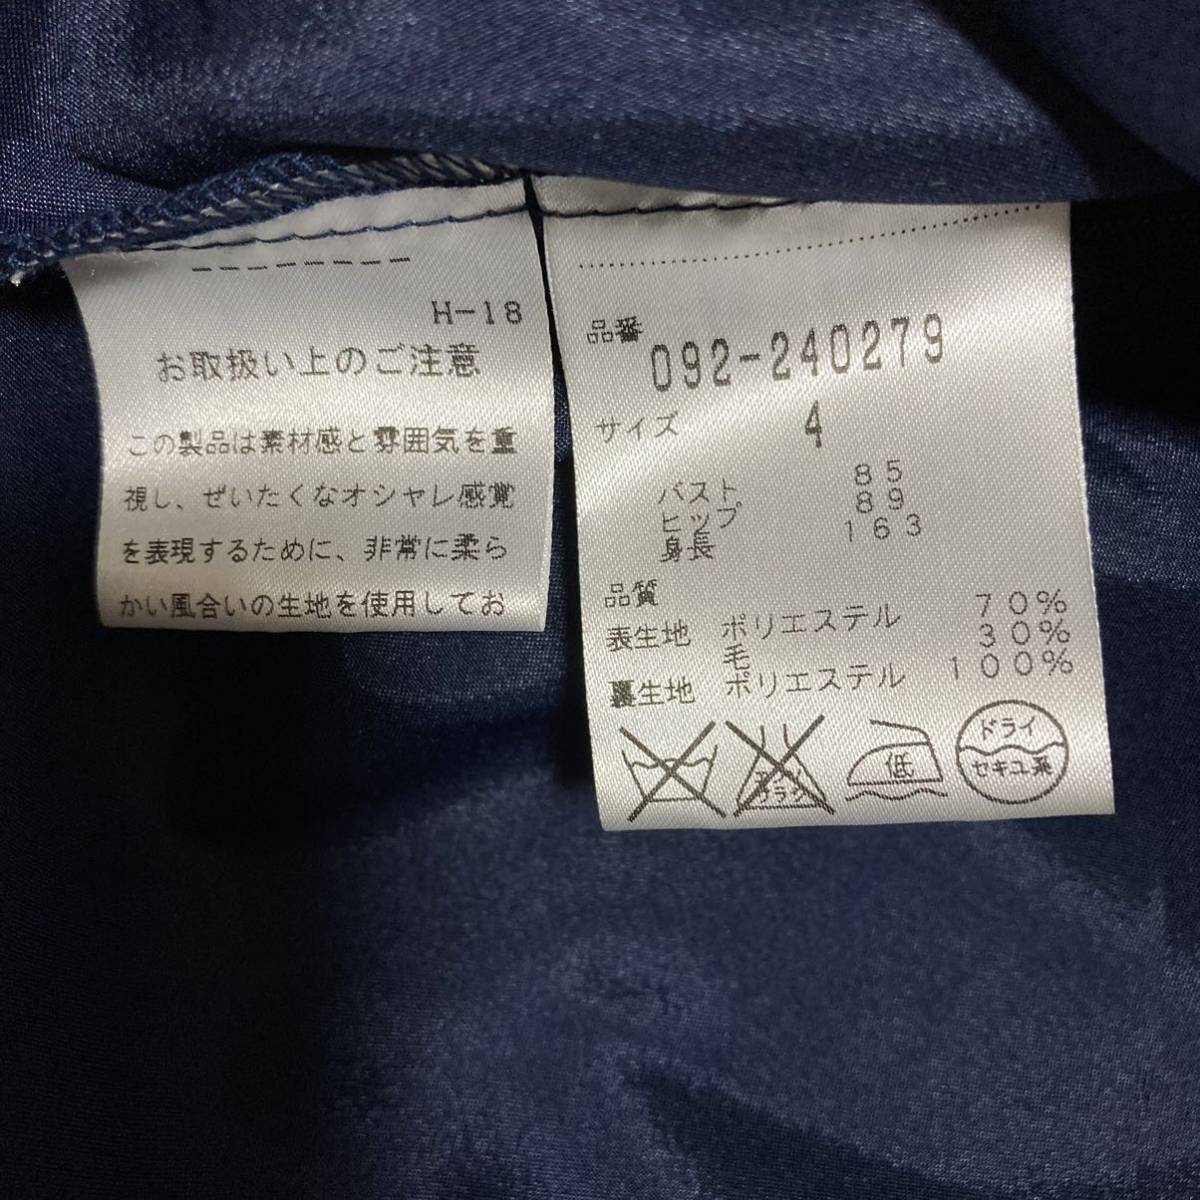 H-18
お取扱い上のご注意
この製品は素材感と雰囲気を重
視し、ぜいたくなオシャレ感覚
を表現するために、非常に柔ら
かい風合いの生地を使用してお
品番 092-240279
サイズ 4
バスト 85
ヒップ 89
身長 163
品質
表生地 ポリエステル 70%
毛 30%
裏生地 ポリエステル 100%
エンソ
サラシ
低
ドライ
セキユ系